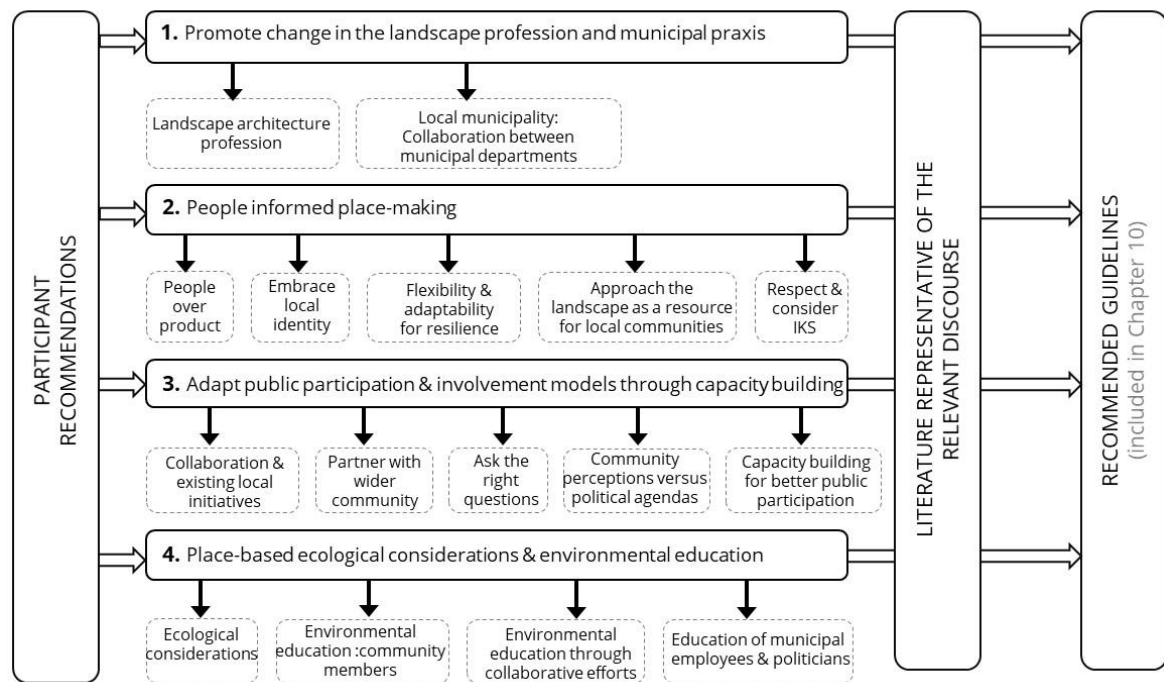 PARTICIPANT
RECOMMENDATIONS
1. Promote change in the landscape profession and municipal praxis
Landscape architecture
profession
Local municipality:
Collaboration between
municipal departments
2. People informed place-making
People
over
product
Embrace
local
identity
Flexibility &
adaptability
for resilience
Approach the
landscape as a resource
for local communities
Respect &
consider
IKS
3. Adapt public participation & involvement models through capacity building
Collaboration &
existing local
initiatives
Partner with
wider
community
Ask the
right
questions
Community
perceptions versus
political agendas
Capacity building
for better public
participation
4. Place-based ecological considerations & environmental education
Ecological
considerations
Environmental
education :community
members
Environmental
education through
collaborative efforts
Education of municipal
employees & politicians
LITERATURE REPRESENTATIVE OF THE
RELEVANT DISCOURSE
RECOMMENDED GUIDELINES
(included in Chapter 10)